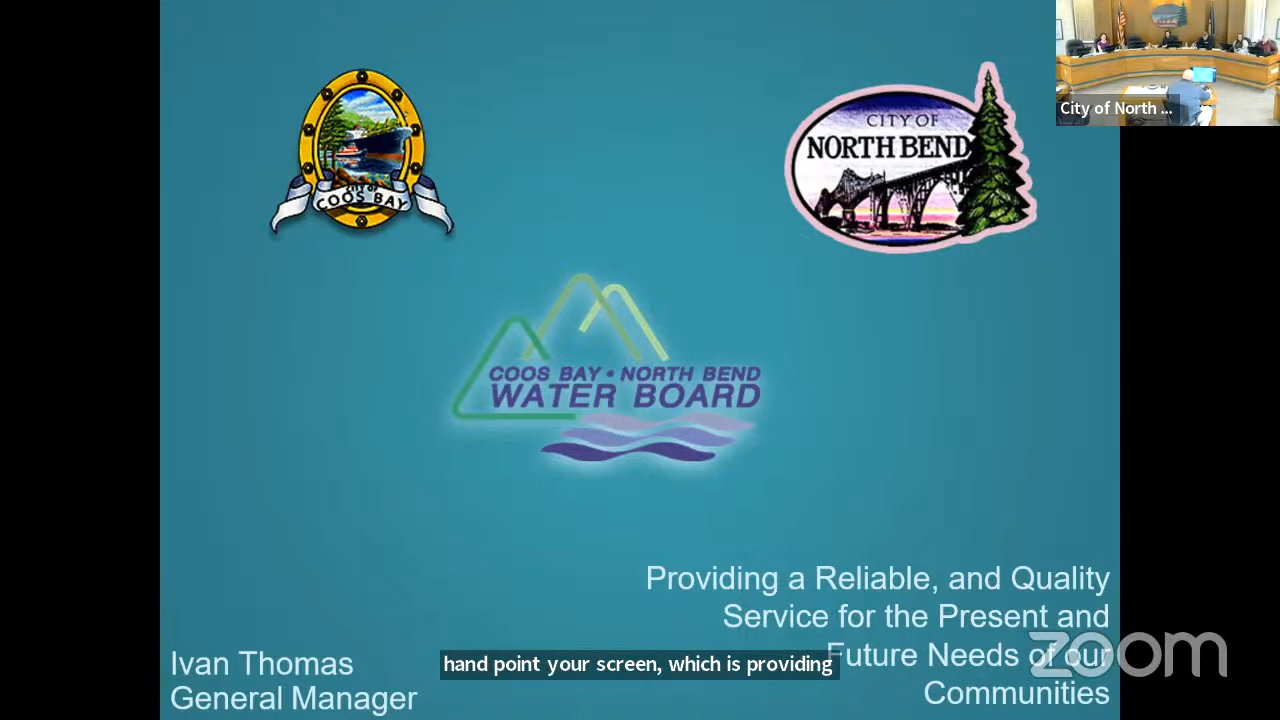 City of North ...
CITY OF
NORTH BEND
CITY OF
COOS BAY
COOS BAY • NORTH BEND
WATER BOARD
Providing a Reliable, and Quality
Service for the Present and
Future Needs of our
Communities
Ivan Thomas
General Manager
hand point your screen, which is providing
zoom